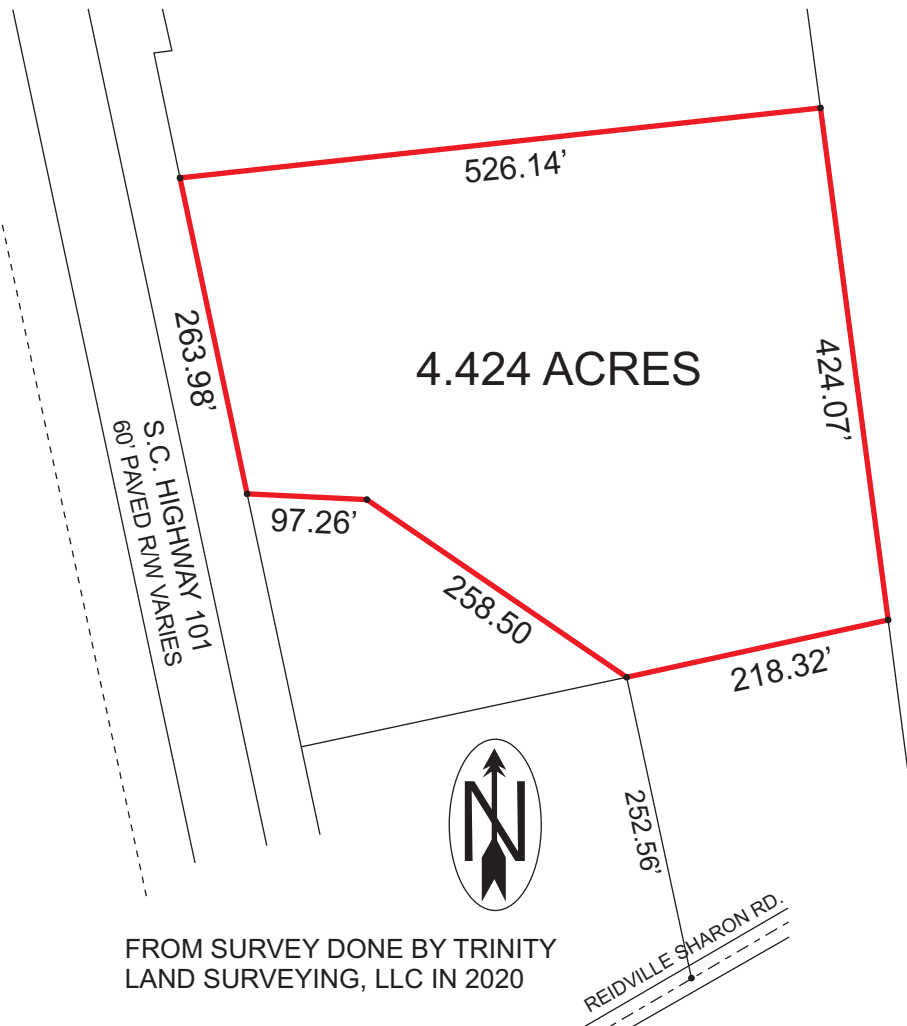 526.14’
263.98’
4.424 ACRES
424.07’
S.C. HIGHWAY 101
60’ PAVED R/W VARIES
97.26’
258.50
218.32’
N
252.56’
REIDVILLE SHARON RD.
FROM SURVEY DONE BY TRINITY
LAND SURVEYING, LLC IN 2020